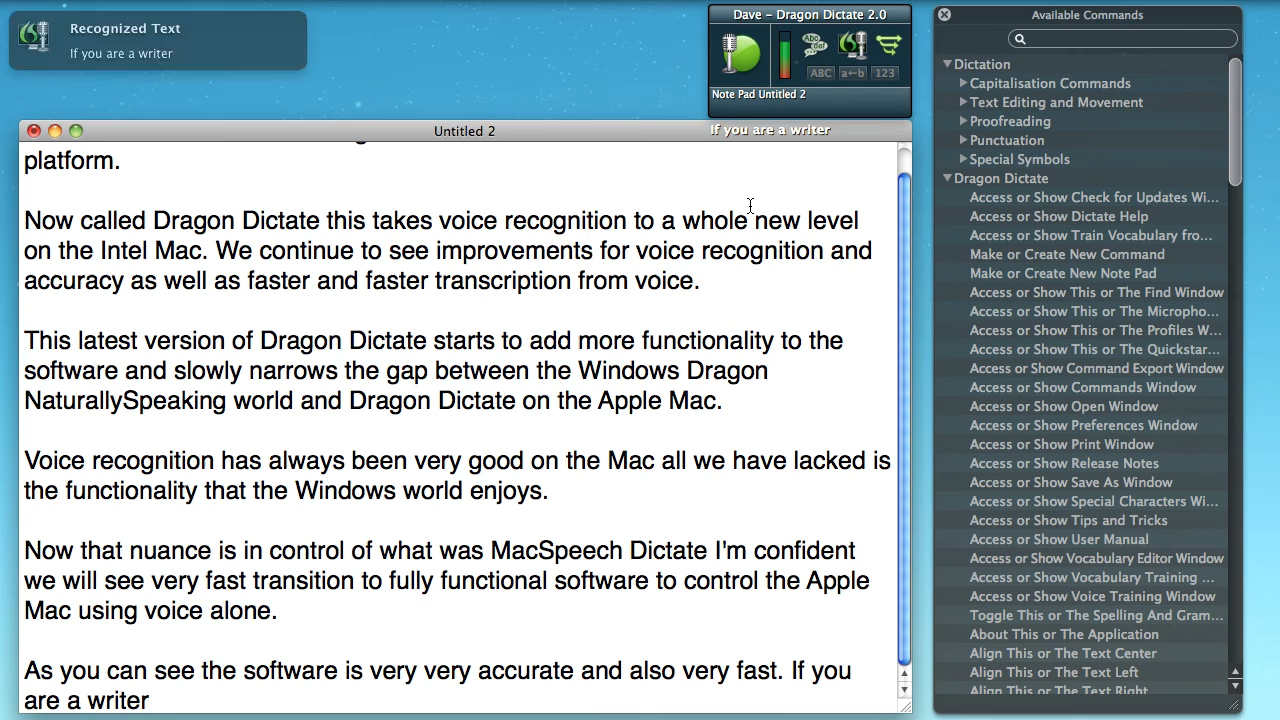 Recognized Text
If you are a writer
Dave – Dragon Dictate 2.0
ABC
a←b
123
Note Pad Untitled 2
If you are a writer
Untitled 2
platform.
Now called Dragon Dictate this takes voice recognition to a whole new level
on the Intel Mac. We continue to see improvements for voice recognition and
accuracy as well as faster and faster transcription from voice.
This latest version of Dragon Dictate starts to add more functionality to the
software and slowly narrows the gap between the Windows Dragon
NaturallySpeaking world and Dragon Dictate on the Apple Mac.
Voice recognition has always been very good on the Mac all we have lacked is
the functionality that the Windows world enjoys.
Now that nuance is in control of what was MacSpeech Dictate I'm confident
we will see very fast transition to fully functional software to control the Apple
Mac using voice alone.
As you can see the software is very very accurate and also very fast. If you
are a writer
Available Commands
Dictation
Capitalisation Commands
Text Editing and Movement
Proofreading
Punctuation
Special Symbols
Dragon Dictate
Access or Show Check for Updates Wi...
Access or Show Dictate Help
Access or Show Train Vocabulary fro...
Make or Create New Command
Make or Create New Note Pad
Access or Show This or The Find Window
Access or Show This or The Micropho...
Access or Show This or The Profiles W...
Access or Show This or The Quickstar...
Access or Show Command Export Window
Access or Show Commands Window
Access or Show Open Window
Access or Show Preferences Window
Access or Show Print Window
Access or Show Release Notes
Access or Show Save As Window
Access or Show Special Characters Wi...
Access or Show Tips and Tricks
Access or Show User Manual
Access or Show Vocabulary Editor Window
Access or Show Vocabulary Training ...
Access or Show Voice Training Window
Toggle This or The Spelling And Gram...
About This or The Application
Align This or The Text Center
Align This or The Text Left
Align This or The Text Right